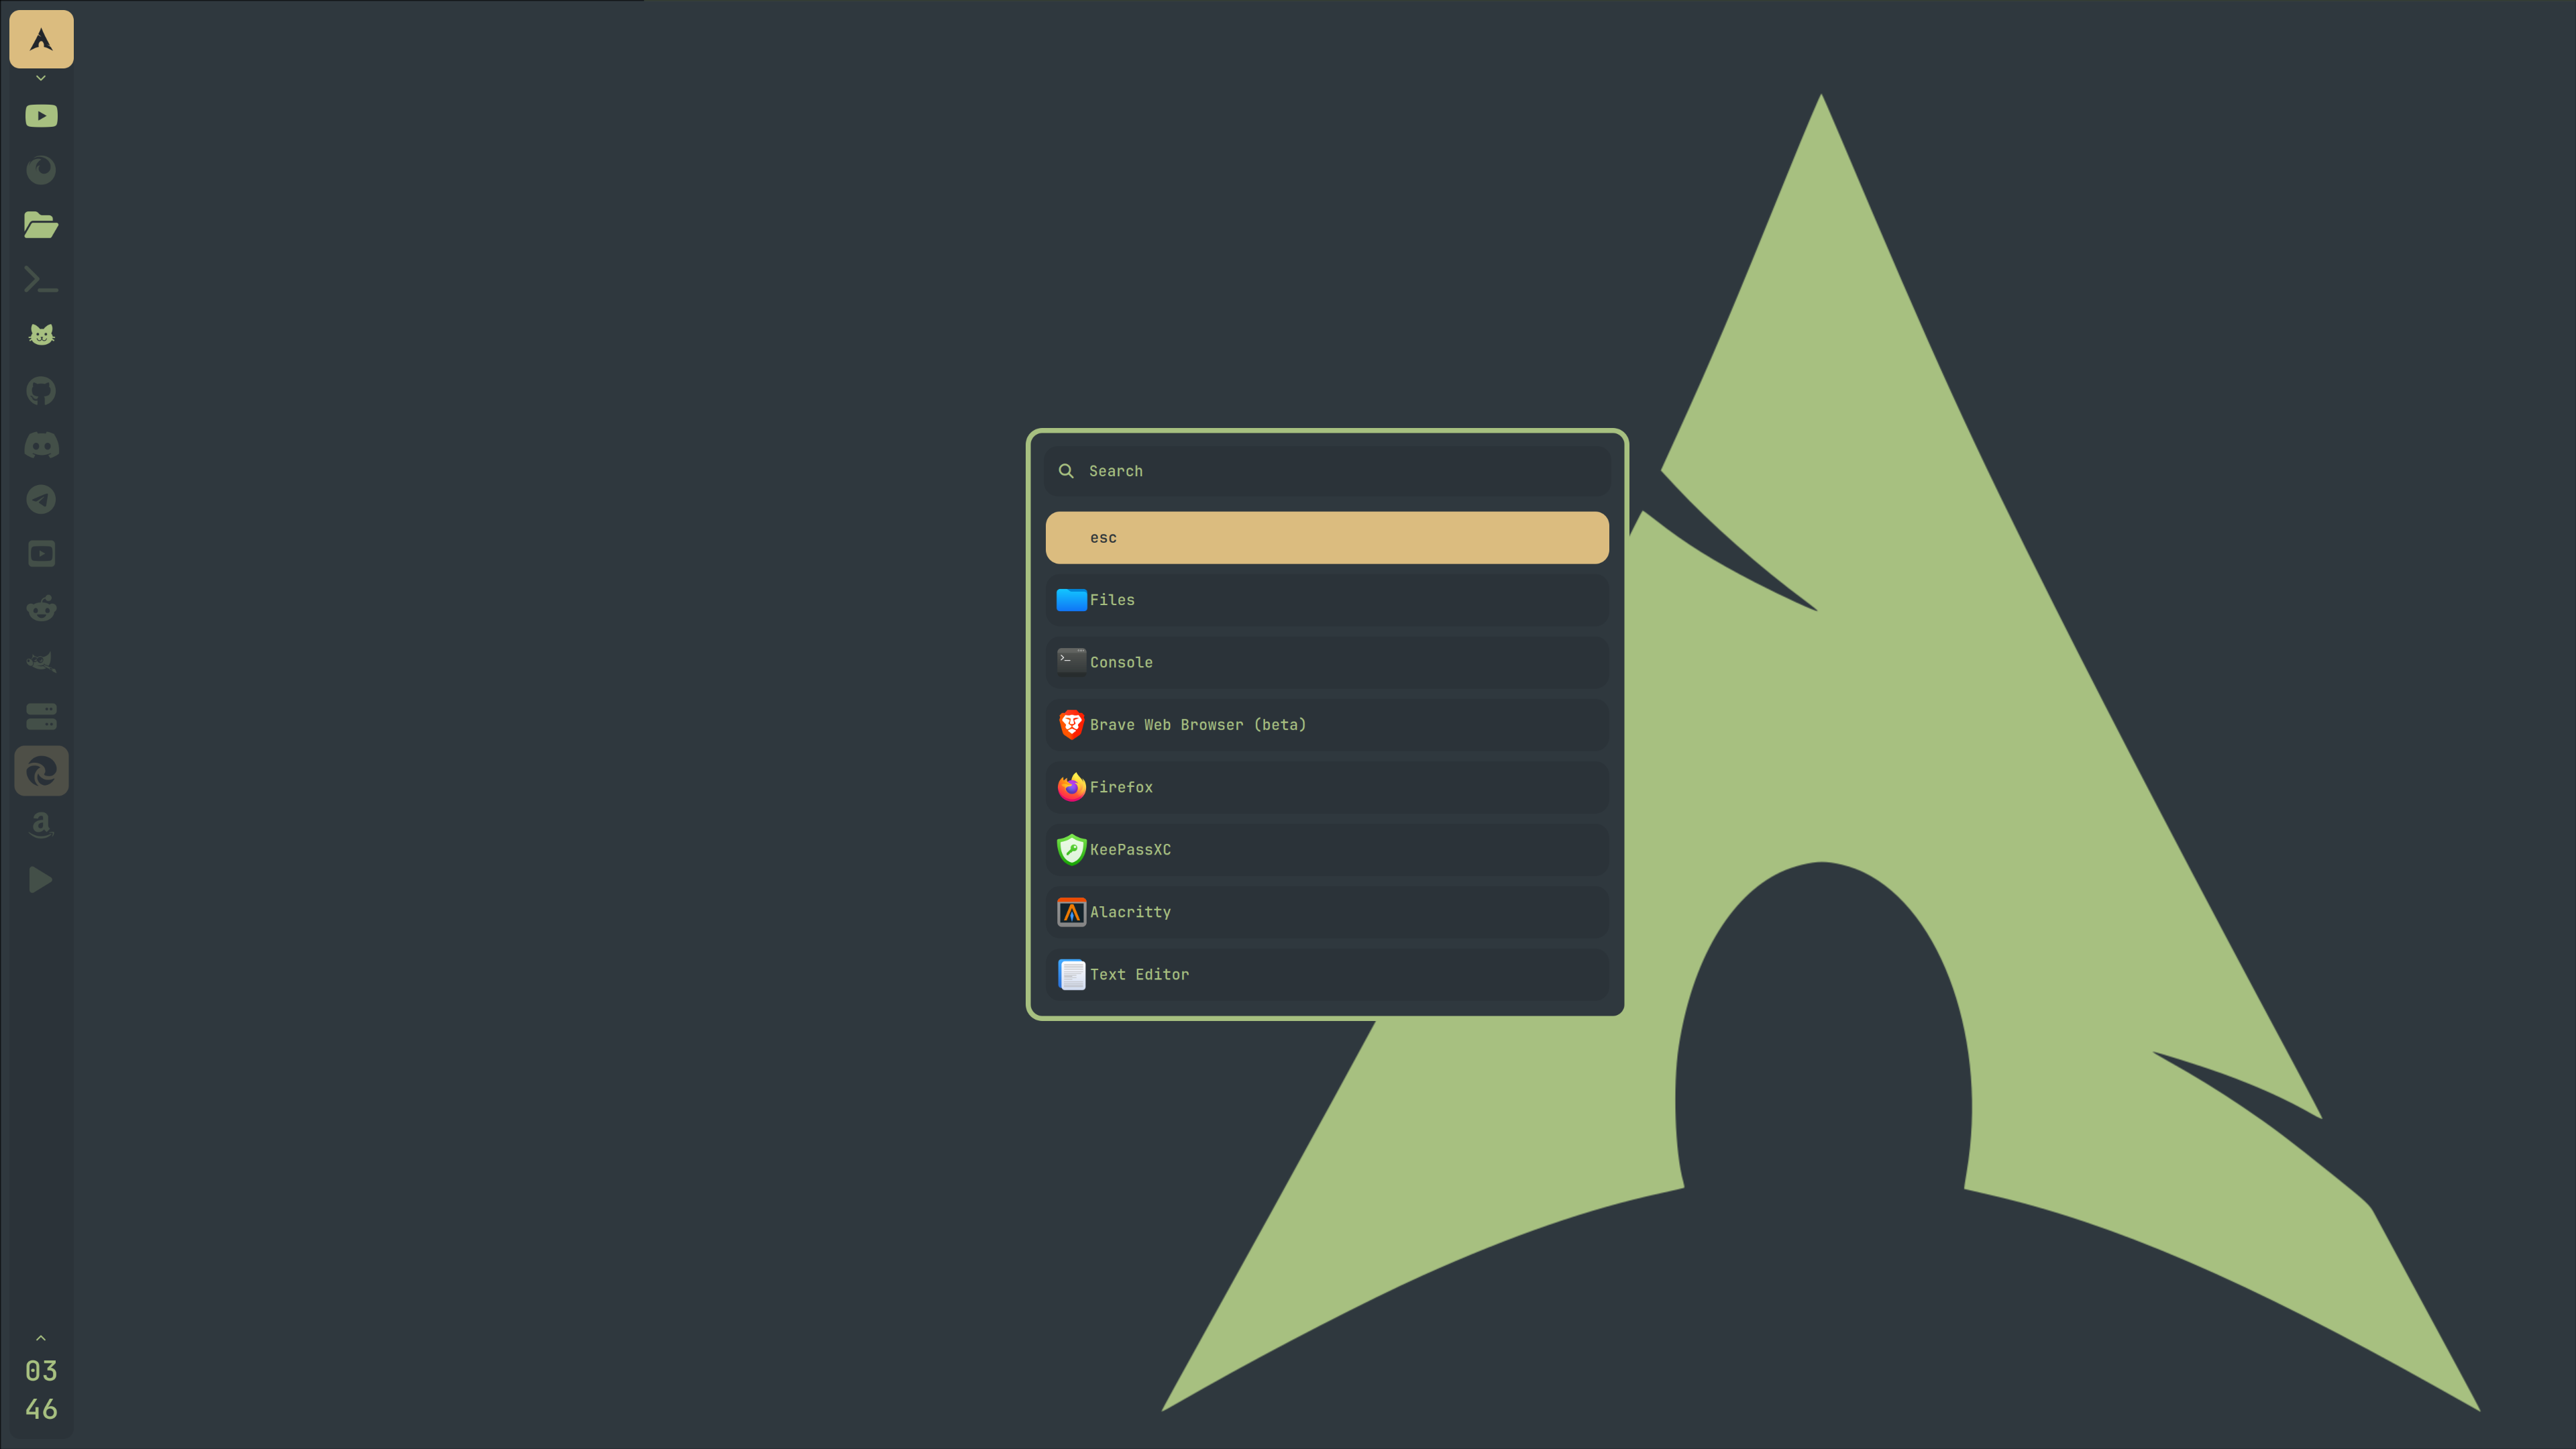 Search
esc
Files
Console
Brave Web Browser (beta)
Firefox
KeePassXC
Alacritty
Text Editor
03
46